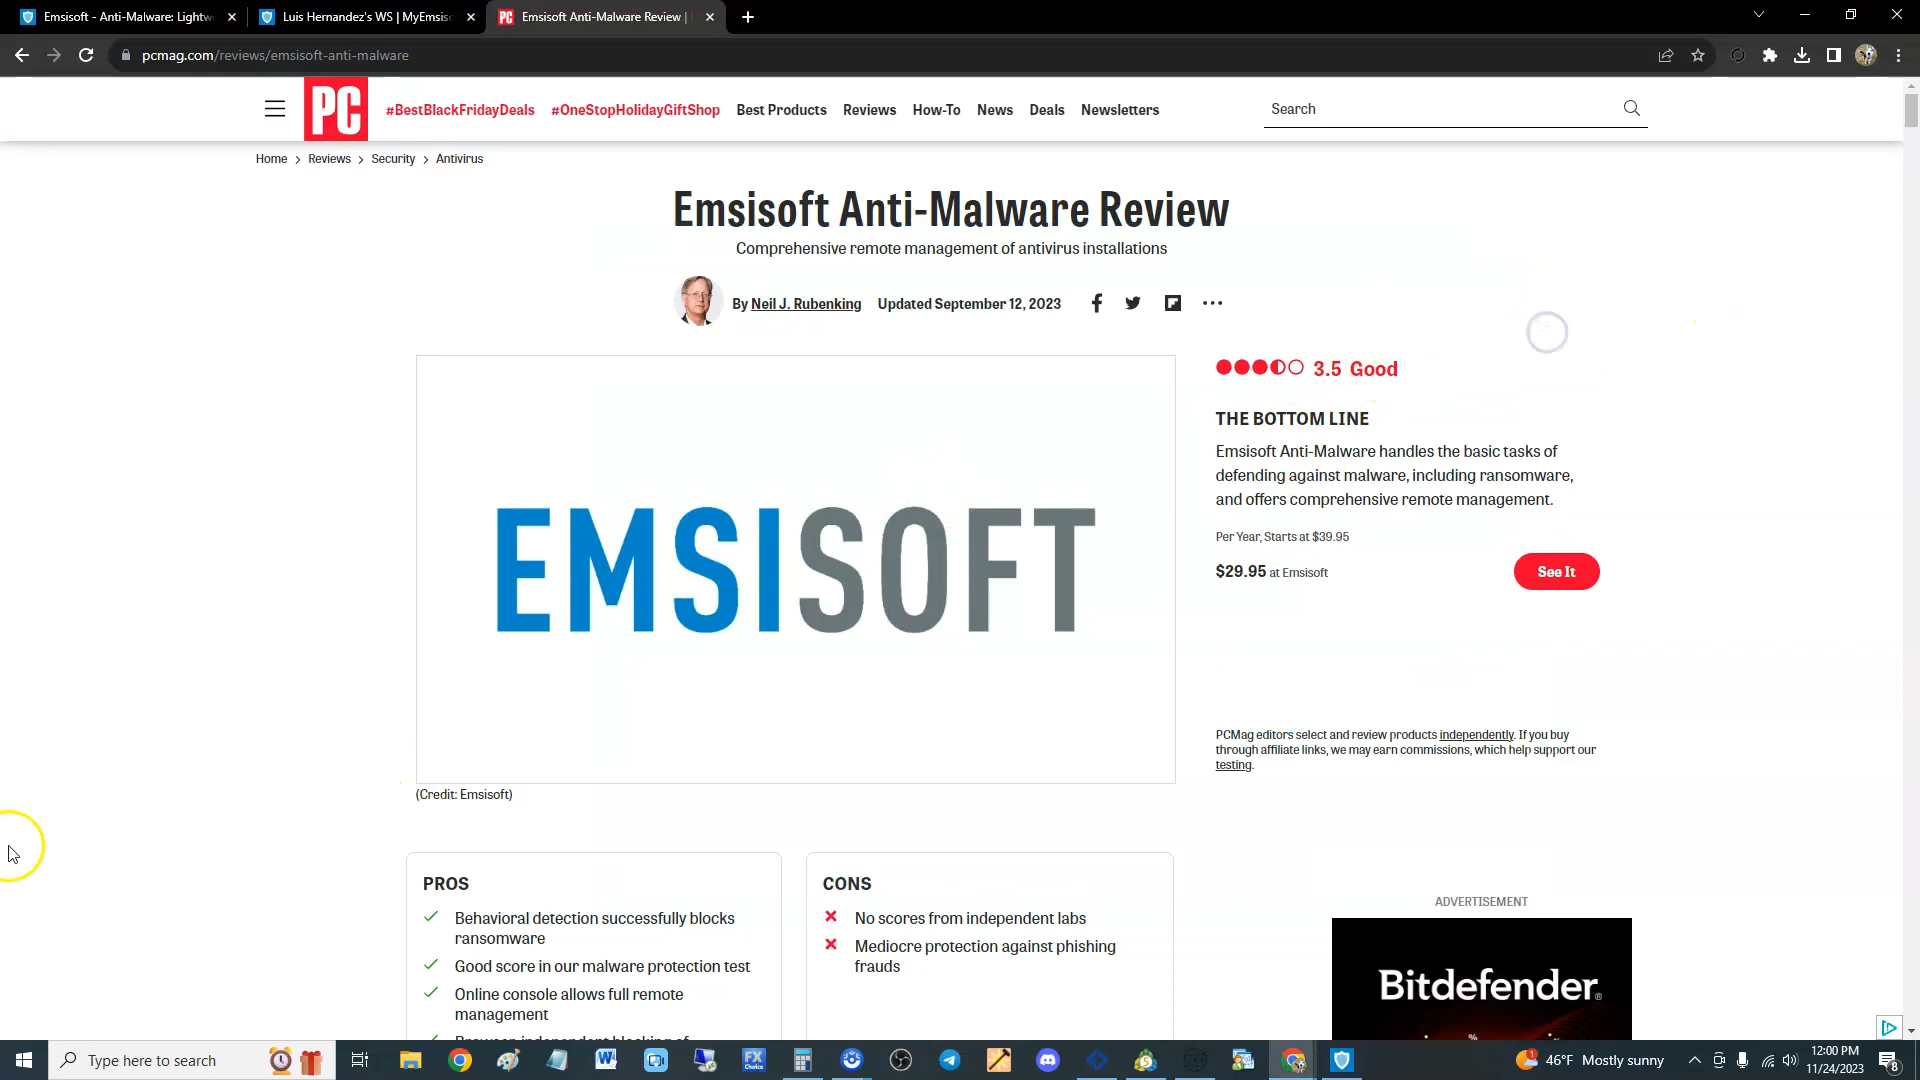 Emsisoft - Anti-Malware: Lightw
Luis Hernandez's WS | MyEmsiso
Emsisoft Anti-Malware Review |
pcmag.com/reviews/emsisoft-anti-malware
PC
#BestBlackFridayDeals
#OneStopHolidayGiftShop
Best Products
Reviews
How-To
News
Deals
Newsletters
Search
Home > Reviews > Security > Antivirus
Emsisoft Anti-Malware Review
Comprehensive remote management of antivirus installations
By Neil J. Rubenking Updated September 12, 2023
EMSISOFT
(Credit: Emsisoft)
3.5 Good
THE BOTTOM LINE
Emsisoft Anti-Malware handles the basic tasks of
defending against malware, including ransomware,
and offers comprehensive remote management.
Per Year, Starts at $39.95
$29.95 at Emsisoft
See It
PCMag editors select and review products independently. If you buy
through affiliate links, we may earn commissions, which help support our
testing.
PROS
Behavioral detection successfully blocks
ransomware
Good score in our malware protection test
Online console allows full remote
management
CONS
No scores from independent labs
Mediocre protection against phishing
frauds
ADVERTISEMENT
Bitdefender
Type here to search
FX
Choice
46°F Mostly sunny
12:00 PM
11/24/2023
8